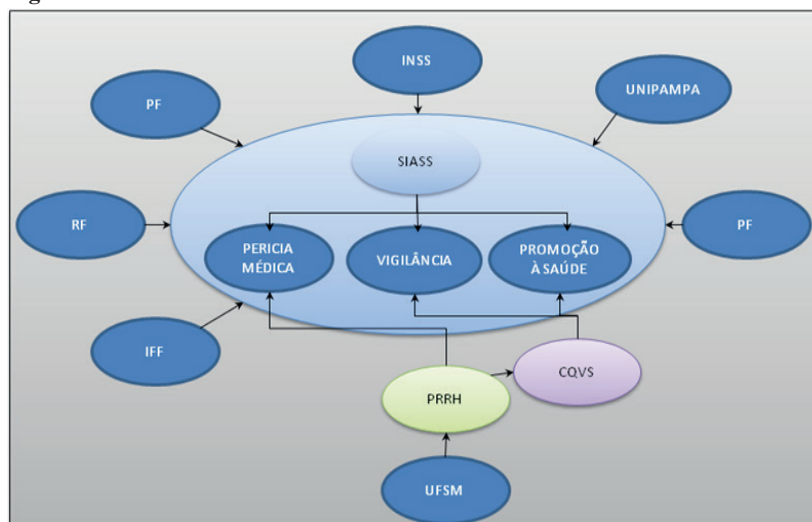 INSS
PF
UNIPAMPA
SIASS
RF
PERICIA
MÉDICA
VIGILÂNCIA
PROMOÇÃO
À SAÚDE
PF
IFF
CQVS
PRRH
UFSM